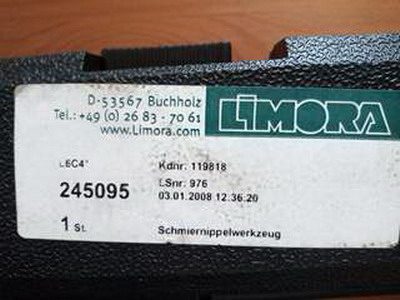 D-53567 Buchholz
Tel.: +49 (0) 26 83 - 70 61
www.Limora.com
LIMORA
L6C4*
Kdnr: 119818
245095
LSnr: 976
03.01.2008 12:36:20
1 St.
Schmiernippelwerkzeug